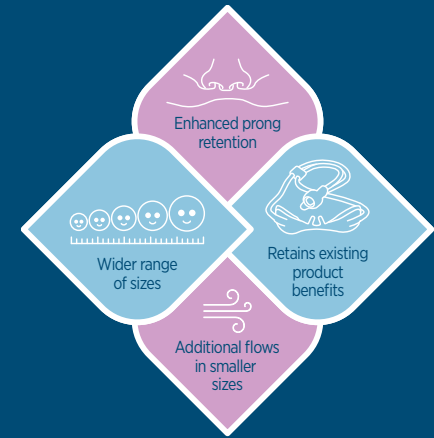 Enhanced prong
retention
Wider range
of sizes
Retains existing
product
benefits
Additional flows
in smaller
sizes